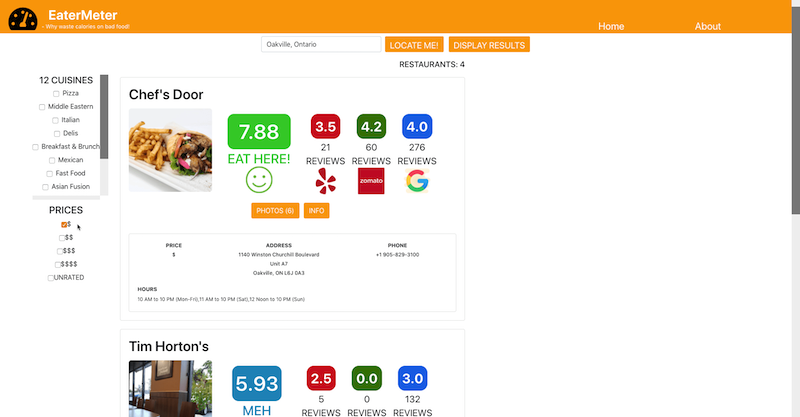 EaterMeter
- Why waste calories on bad food!
Home
About
Oakville, Ontario
LOCATE ME!
DISPLAY RESULTS
RESTAURANTS: 4
12 CUISINES
Pizza
Middle Eastern
Italian
Delis
Breakfast & Brunch
Mexican
Fast Food
Asian Fusion
PRICES
$
$$
$$$
$$$$
UNRATED
Chef's Door
7.88
EAT HERE!
3.5
21
REVIEWS
4.2
60
REVIEWS
zomato
4.0
276
REVIEWS
G
PHOTOS (6)
INFO
PRICE
$
ADDRESS
1140 Winston Churchill Boulevard
Unit A7
Oakville, ON L6J 0A3
PHONE
+1 905-829-3100
HOURS
10 AM to 10 PM (Mon-Fri),11 AM to 10 PM (Sat),12 Noon to 10 PM (Sun)
Tim Horton's
5.93
MEH
2.5
5
REVIEWS
0.0
0
REVIEWS
3.0
132
REVIEWS